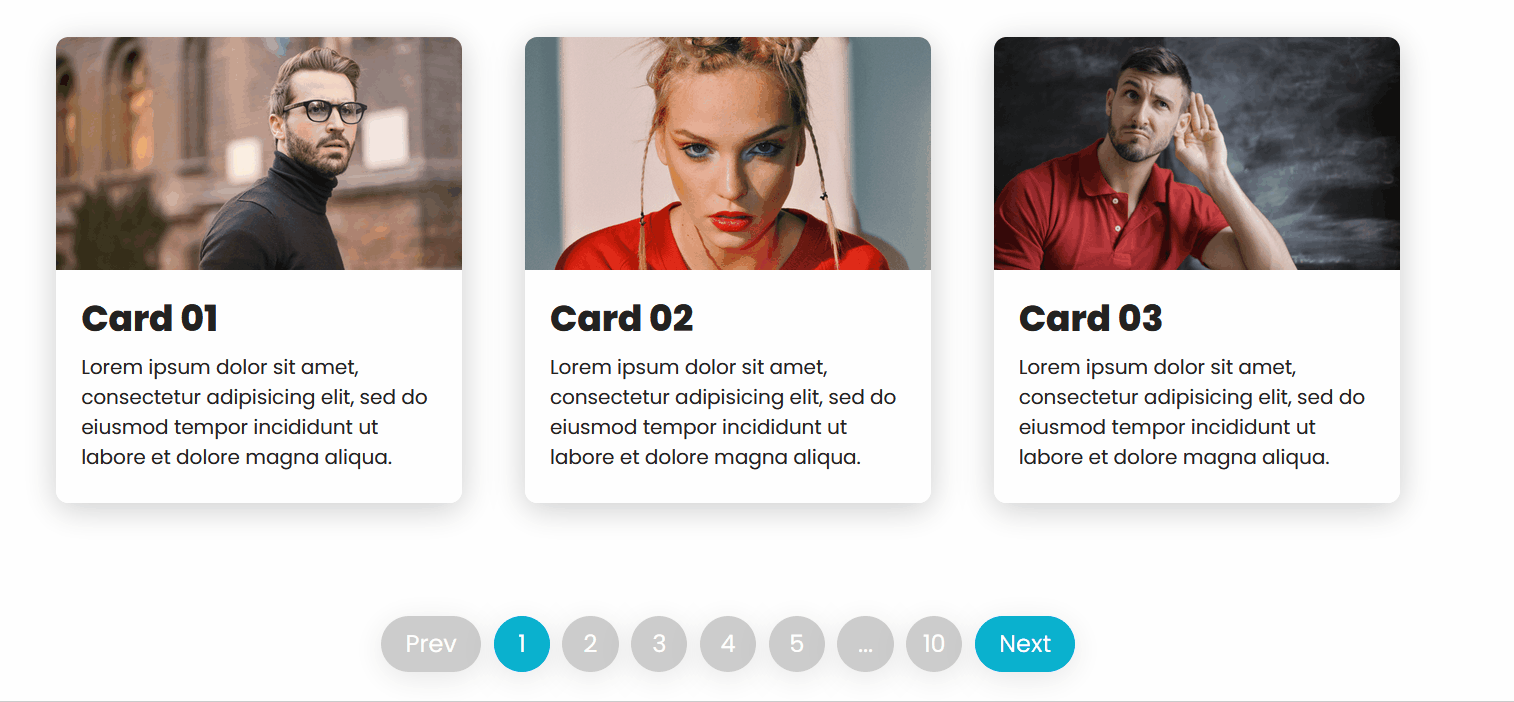 Card 01
Lorem ipsum dolor sit amet,
consectetur adipisicing elit, sed do
eiusmod tempor incididunt ut
labore et dolore magna aliqua.
Card 02
Lorem ipsum dolor sit amet,
consectetur adipisicing elit, sed do
eiusmod tempor incididunt ut
labore et dolore magna aliqua.
Card 03
Lorem ipsum dolor sit amet,
consectetur adipisicing elit, sed do
eiusmod tempor incididunt ut
labore et dolore magna aliqua.
Prev 1 2 3 4 5 ... 10 Next